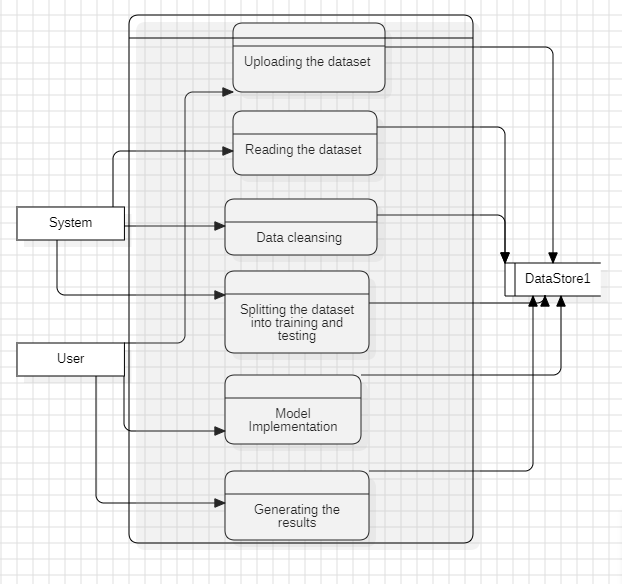 Uploading the dataset
Reading the dataset
System
Data cleansing
DataStore1
Splitting the dataset
into training and
testing
User
Model
Implementation
Generating the
results